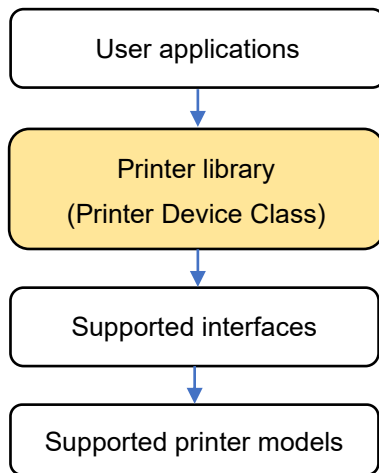 User applications
Printer library
(Printer Device Class)
Supported interfaces
Supported printer models